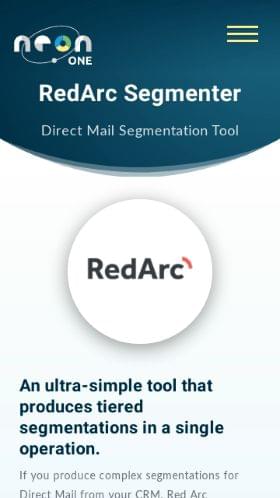 neon
ONE
RedArc Segmenter
Direct Mail Segmentation Tool
RedArc
An ultra-simple tool that
produces tiered
segmentations in a single
operation.
If you produce complex segmentations for
Direct Mail from your CRM, Red Arc